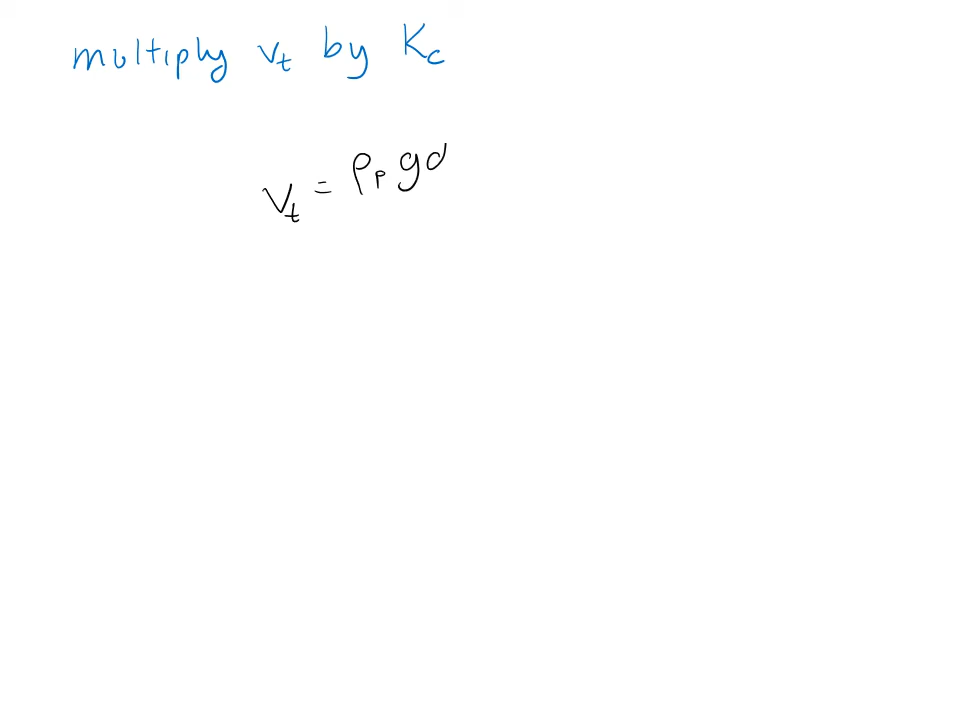 multiply v_t by K_c
v_t = ρ_p g d